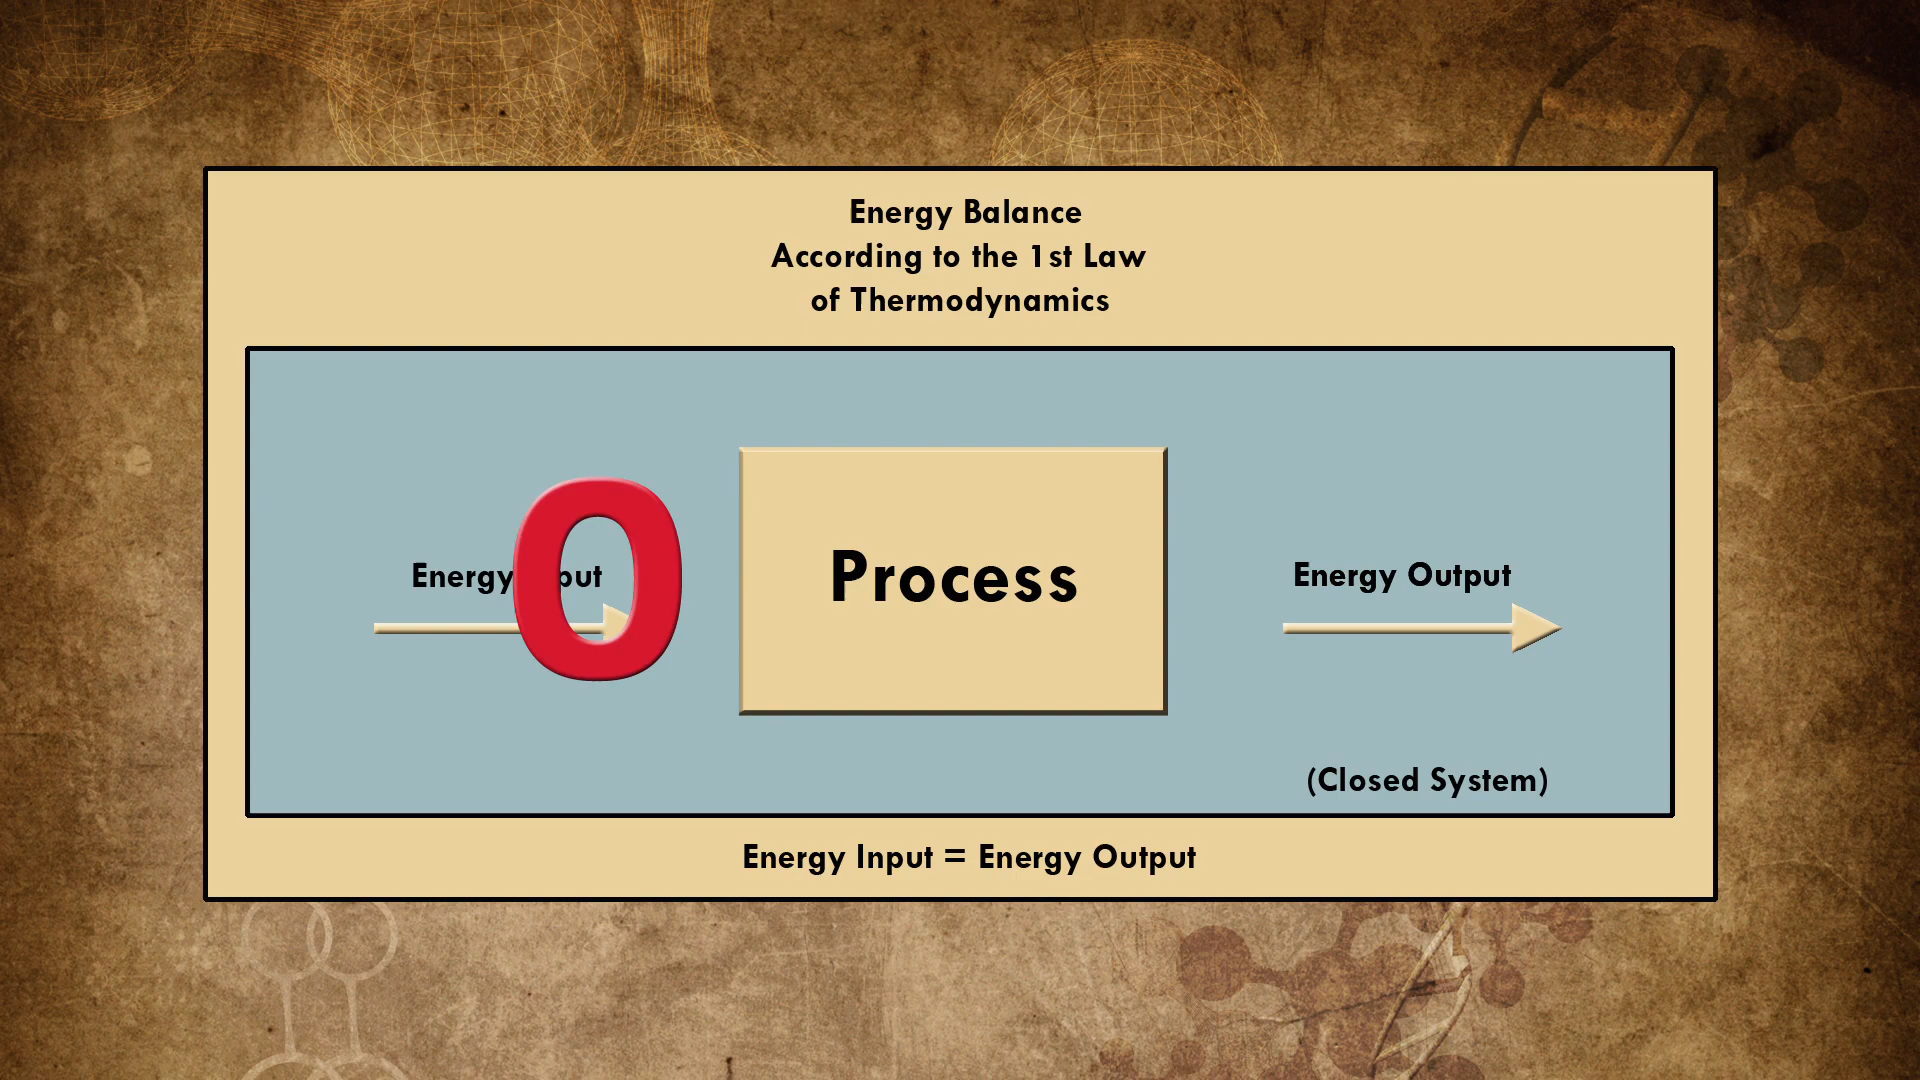 Energy Balance
According to the 1st Law
of Thermodynamics
Energy put
0
Process
Energy Output
(Closed System)
Energy Input = Energy Output